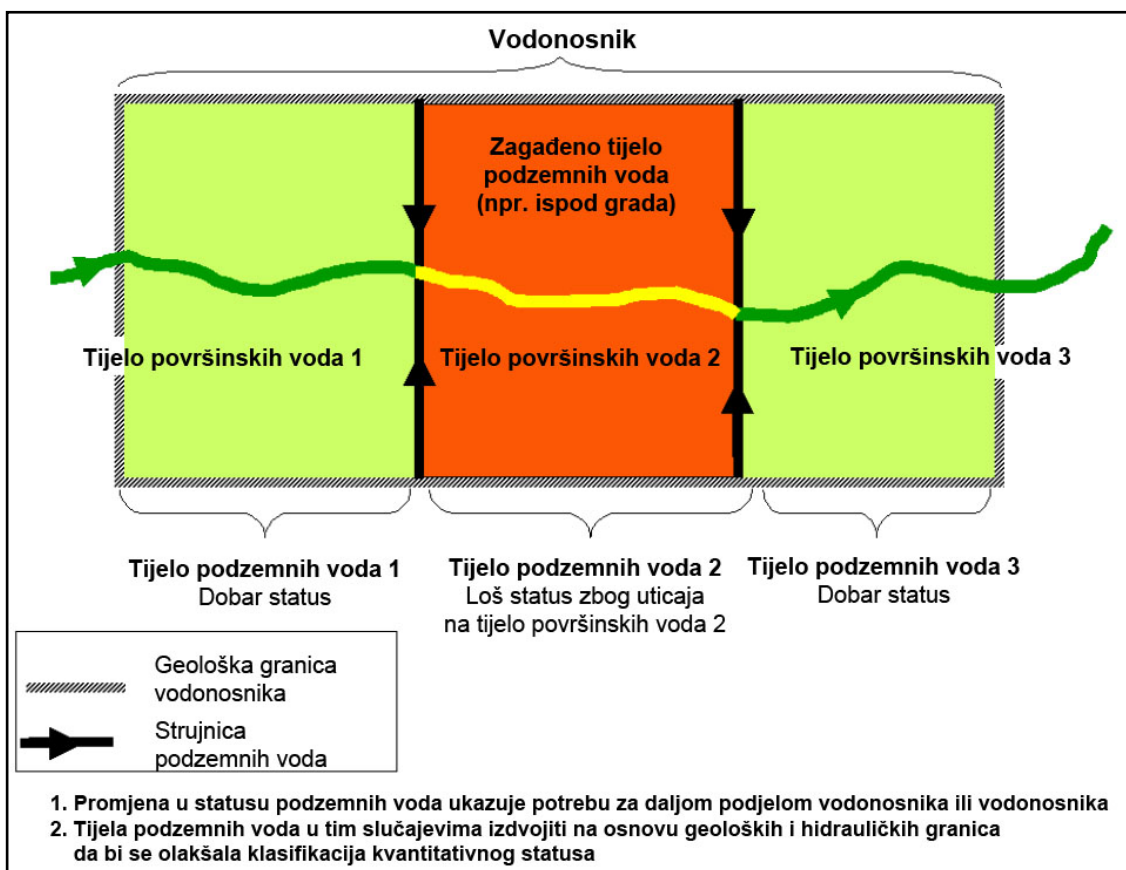 Vodonosnik
Zagađeno tijelo
podzemnih voda
(npr. ispod grada)
Tijelo površinskih voda 1
Tijelo površinskih voda 2
Tijelo površinskih voda 3
Tijelo podzemnih voda 1
Dobar status
Tijelo podzemnih voda 2
Loš status zbog uticaja
na tijelo površinskih voda 2
Tijelo podzemnih voda 3
Dobar status
Geološka granica
vodonosnika
Strujnica
podzemnih voda
1. Promjena u statusu podzemnih voda ukazuje potrebu za daljom podjelom vodonosnika ili vodonosnika
2. Tijela podzemnih voda u tim slučajevima izdvojiti na osnovu geoloških i hidrauličkih granica
da bi se olakšala klasifikacija kvantitativnog statusa